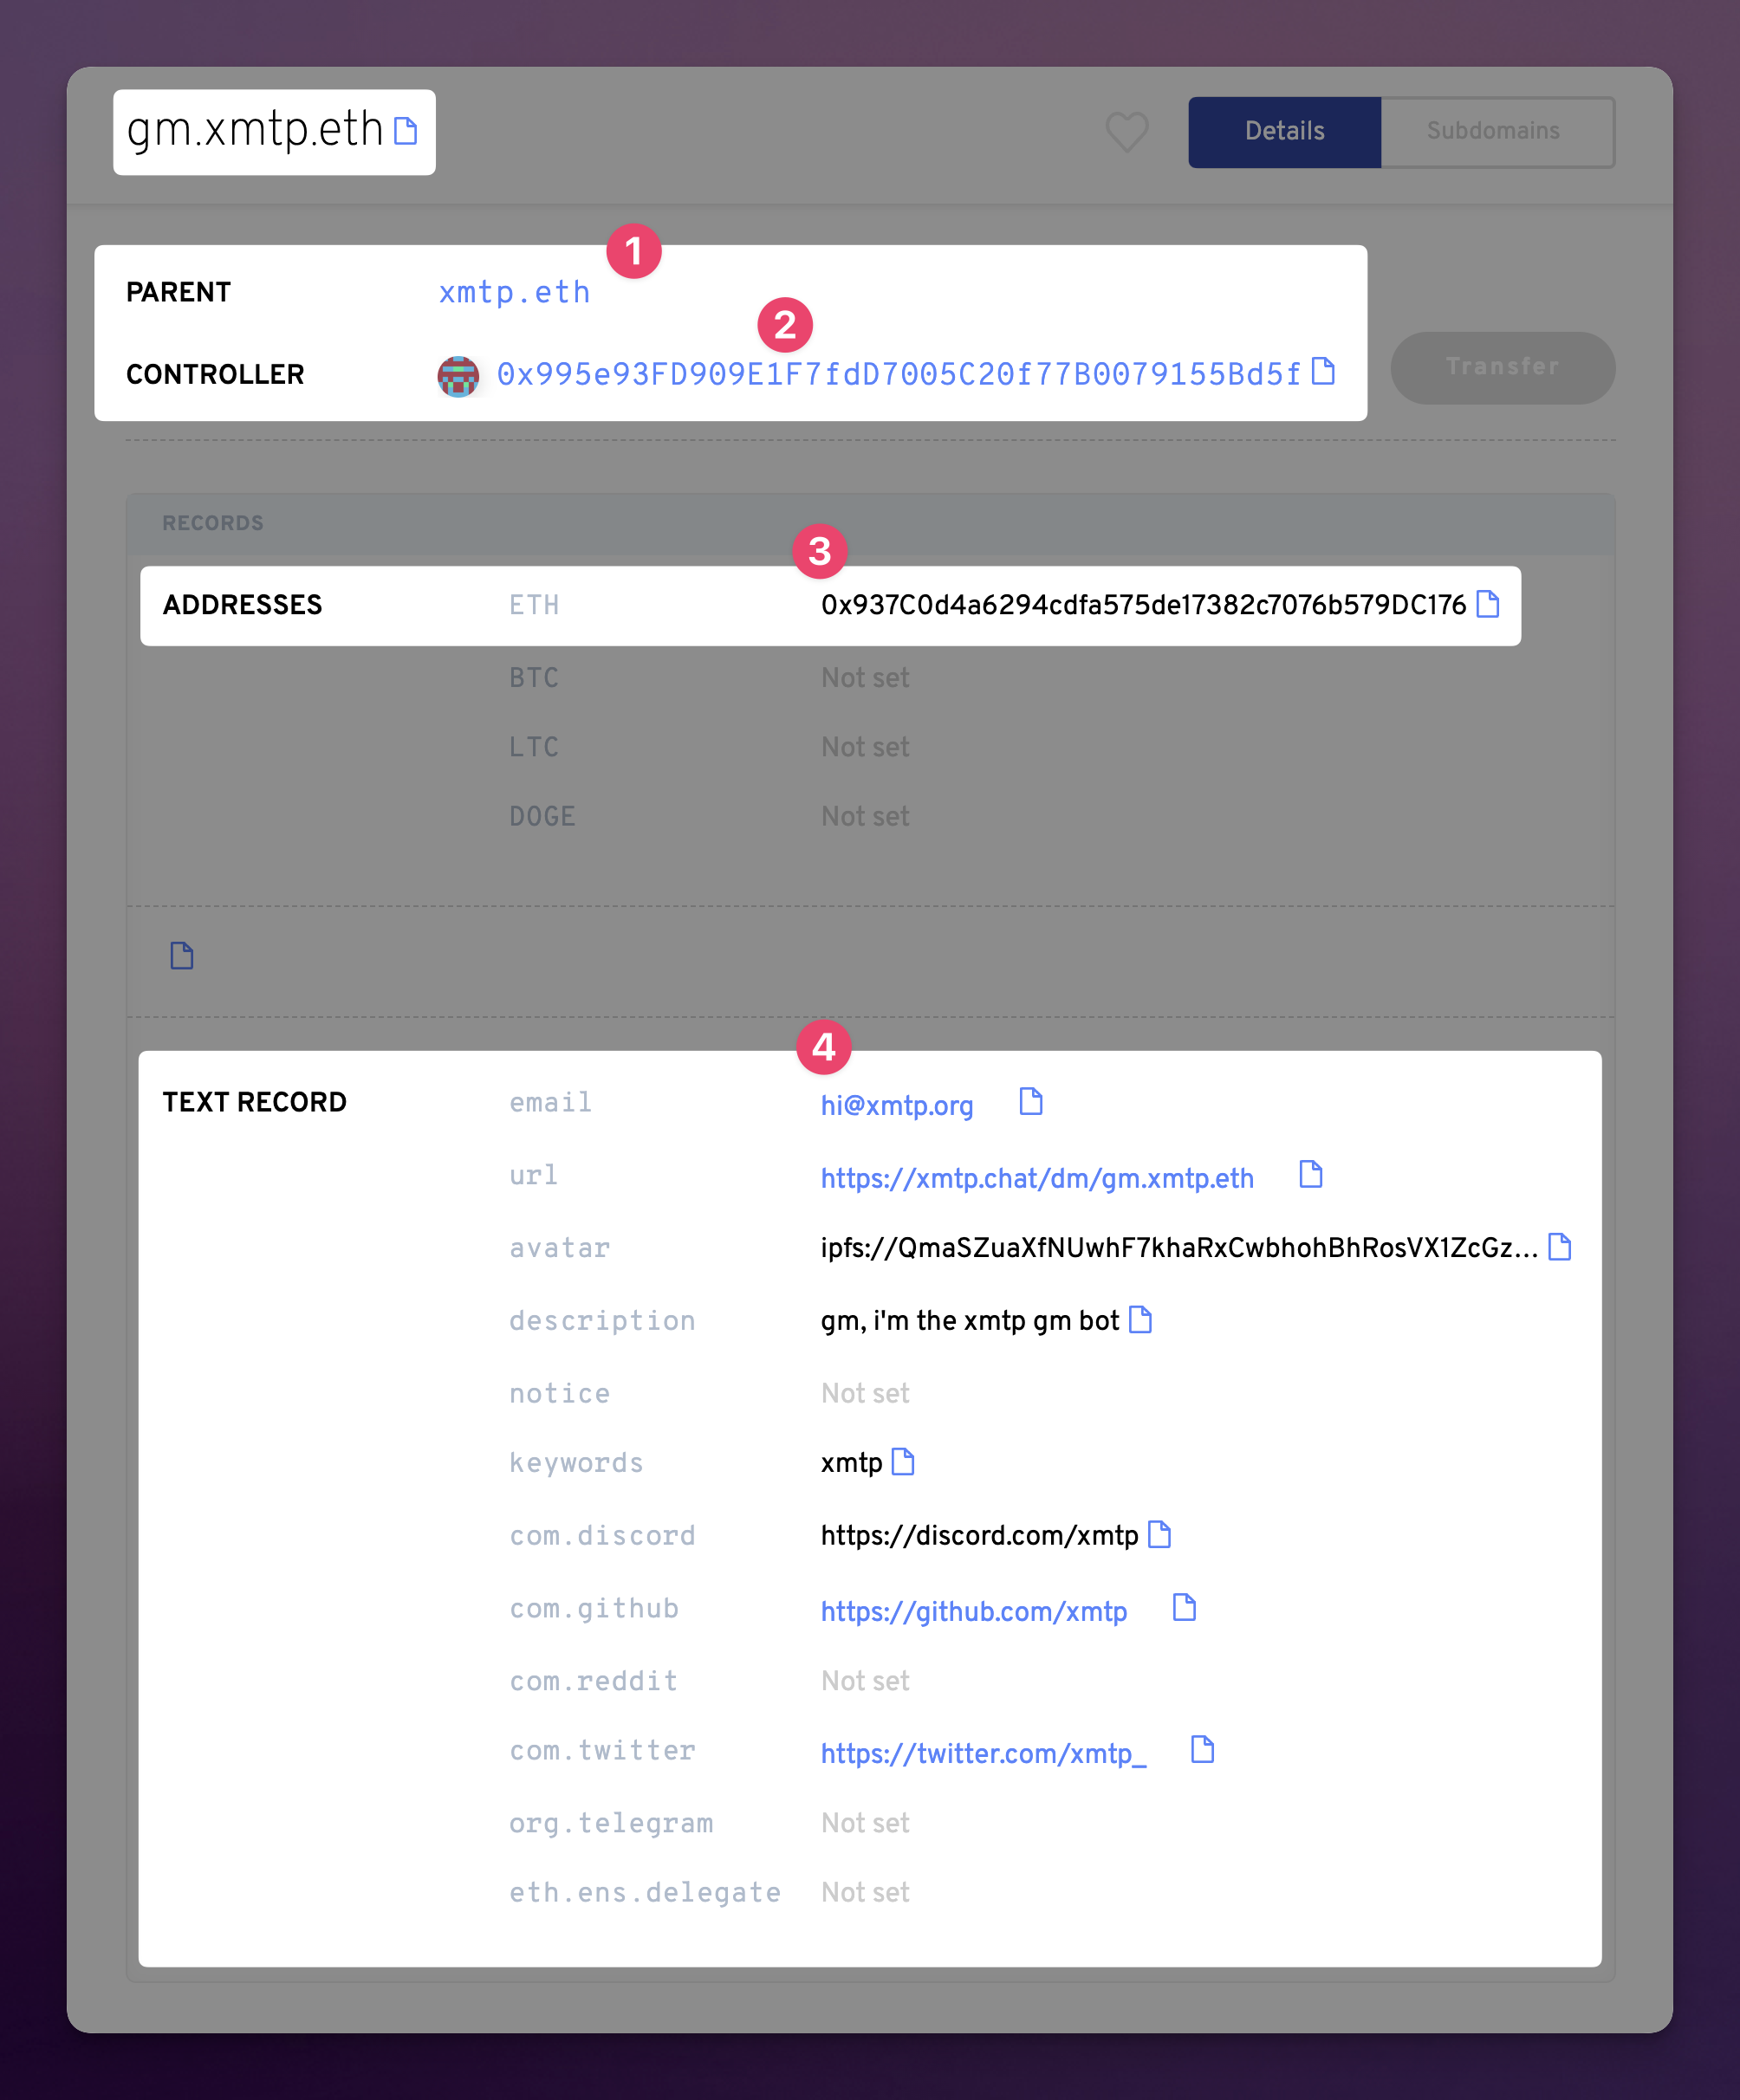 gm.xmtp.eth
Details
Subdomains
1
PARENT xmtp.eth
2
CONTROLLER 0x995e93FD909E1F7fdD7005C20f77B0079155Bd5f
Transfer
RECORDS
3
ADDRESSES ETH 0x937C0d4a6294cdfa575de17382c7076b579DC176
BTC Not set
LTC Not set
DOGE Not set
4
TEXT RECORD email hi@xmtp.org
url https://xmtp.chat/dm/gm.xmtp.eth
avatar ipfs://QmaSZuaXfNUwhF7khaRxCwbhohBhRosVX1ZcGz...
description gm, i'm the xmtp gm bot
notice Not set
keywords xmtp
com.discord https://discord.com/xmtp
com.github https://github.com/xmtp
com.reddit Not set
com.twitter https://twitter.com/xmtp_
org.telegram Not set
eth.ens.delegate Not set